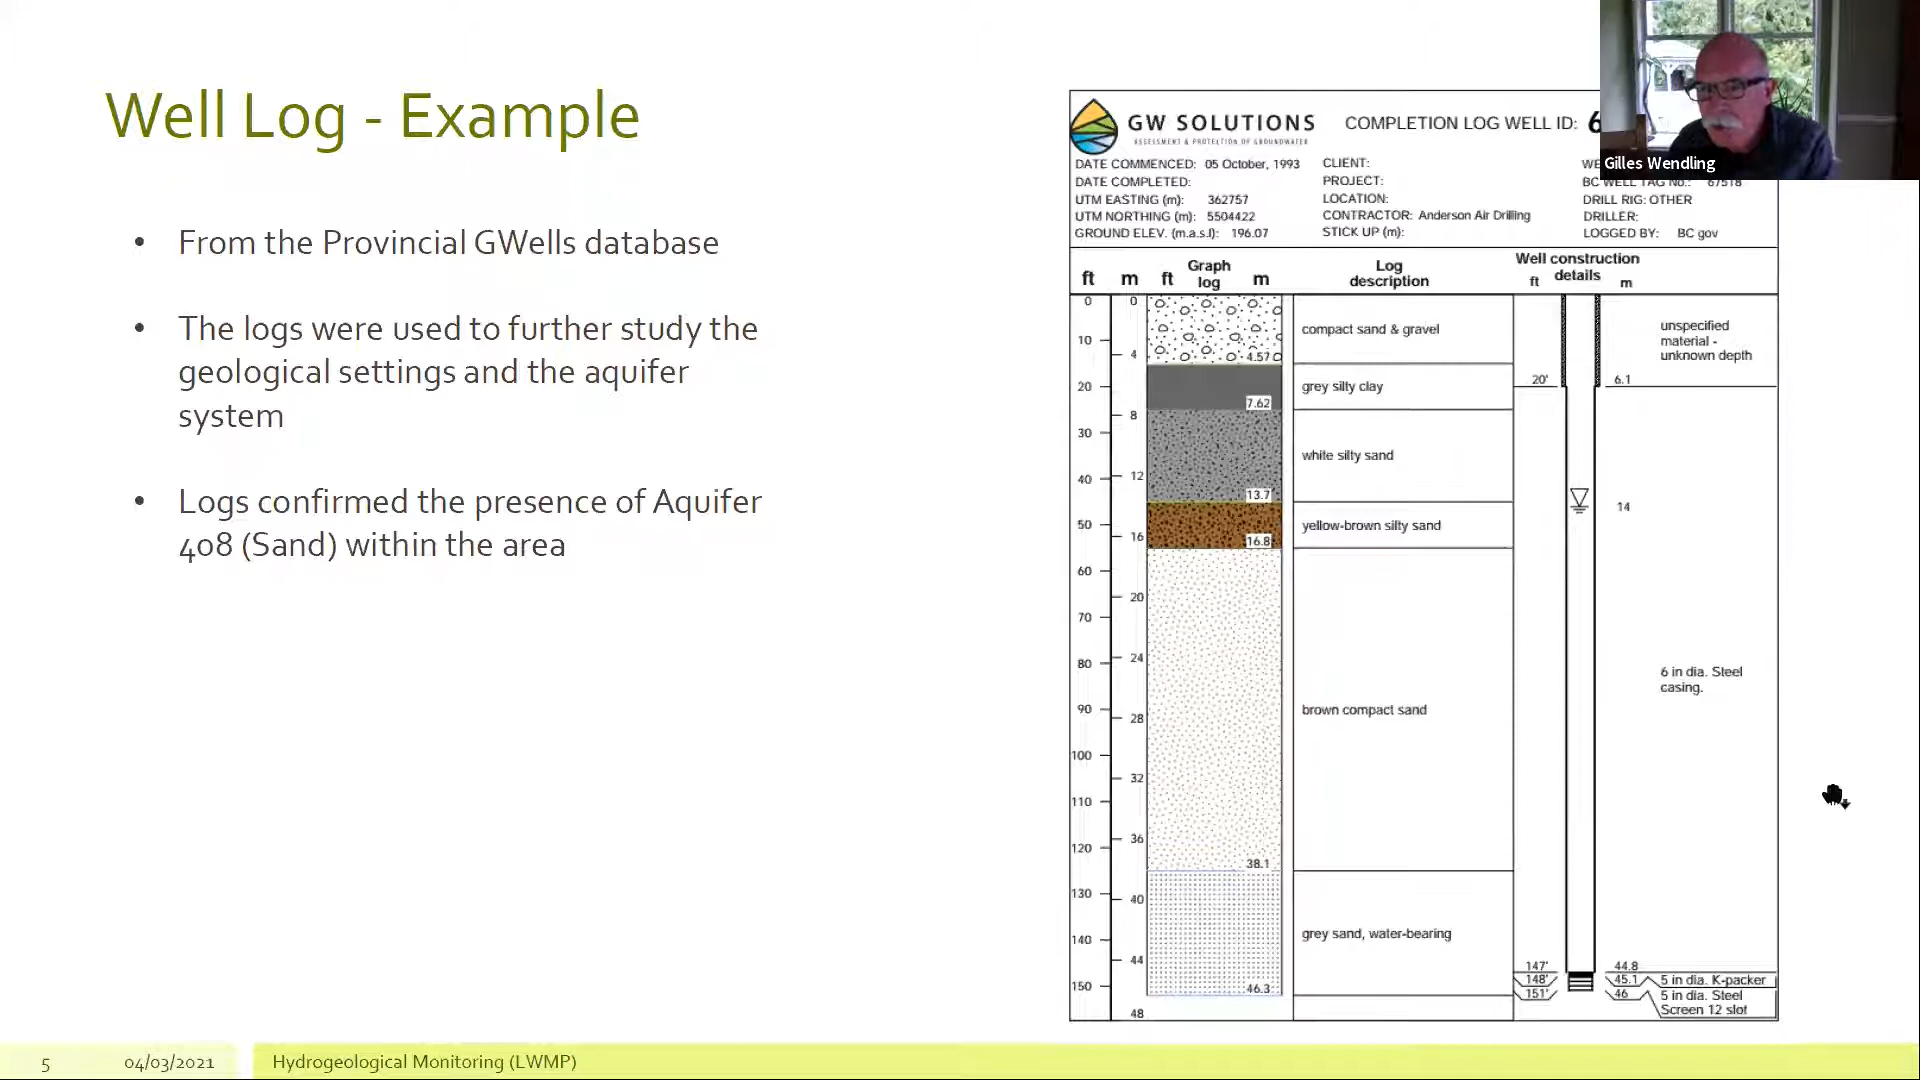 Well Log - Example
• From the Provincial GWells database
• The logs were used to further study the
geological settings and the aquifer
system
• Logs confirmed the presence of Aquifer
408 (Sand) within the area
GW SOLUTIONS
ASSESSMENT & PROTECTION OF GROUNDWATER
COMPLETION LOG WELL ID: 6
Gilles Wendling
DATE COMMENCED: 05 October, 1993
DATE COMPLETED:
UTM EASTING (m): 362757
UTM NORTHING (m): 5504422
GROUND ELEV. (m.a.s.l): 196.07
CLIENT:
PROJECT:
LOCATION:
CONTRACTOR: Anderson Air Drilling
STICK UP (m):
BC WELL TAG No.: 67518
DRILL RIG: OTHER
DRILLER:
LOGGED BY: BC gov
ft m ft Graph log m
Log description
Well construction details
ft m
0 0
10
4
4.57
compact sand & gravel
unspecified
material -
unknown depth
20
7.62
grey silty clay
20' 6.1
8
30
12
40
13.7
white silty sand
14
50
16
16.8
yellow-brown silty sand
60
20
70
24
80
6 in dia. Steel
casing.
90
28
brown compact sand
100
32
110
36
120
38.1
130
40
140
grey sand, water-bearing
44
150
46.3
48
147' 44.8
148' 45.1 5 in dia. K-packer
151' 46 5 in dia. Steel
Screen 12 slot
5 04/03/2021 Hydrogeological Monitoring (LWMP)